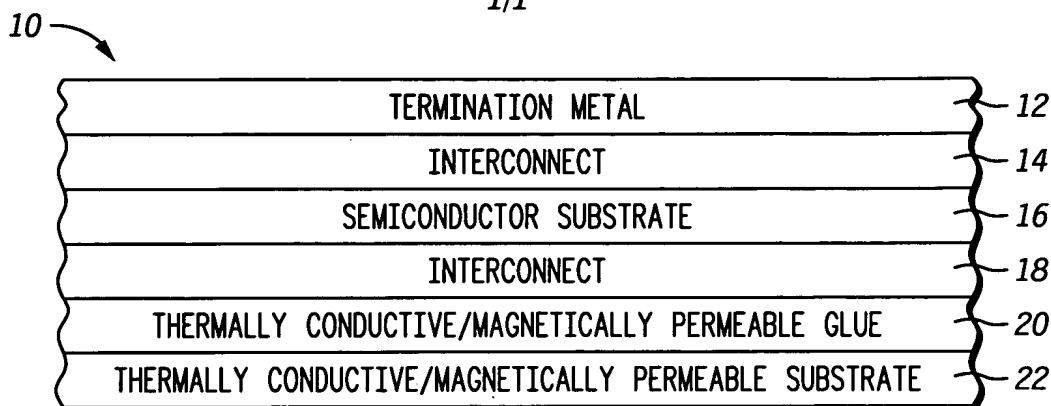 1/1
10
TERMINATION METAL 12
INTERCONNECT 14
SEMICONDUCTOR SUBSTRATE 16
INTERCONNECT 18
THERMALLY CONDUCTIVE/MAGNETICALLY PERMEABLE GLUE 20
THERMALLY CONDUCTIVE/MAGNETICALLY PERMEABLE SUBSTRATE 22